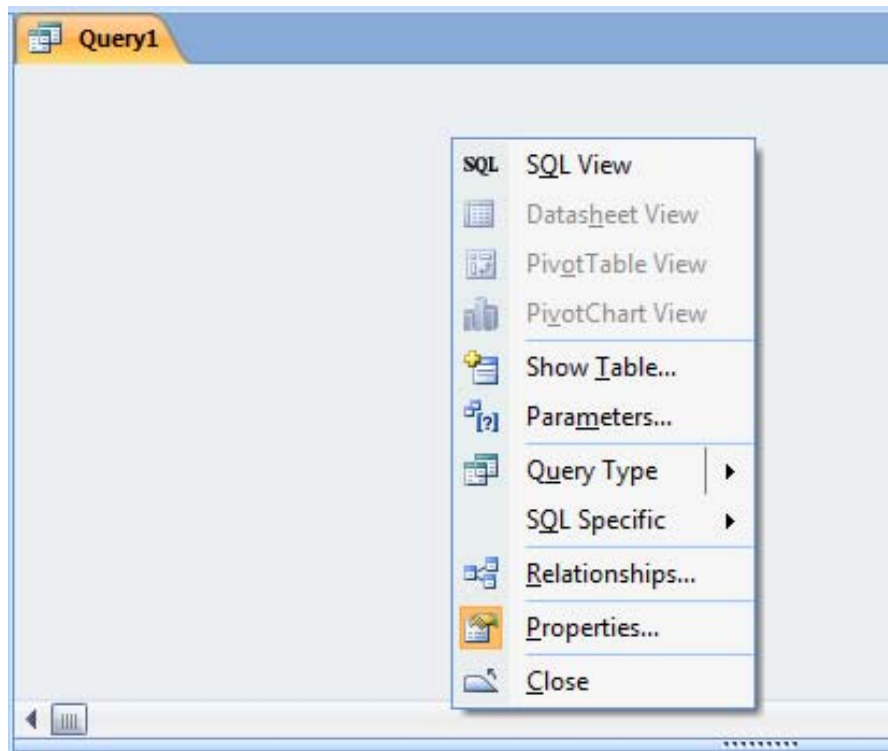 Query1
SQL SQL View
Datasheet View
PivotTable View
PivotChart View
Show Table...
Parameters...
Query Type
SQL Specific
Relationships...
Properties...
Close